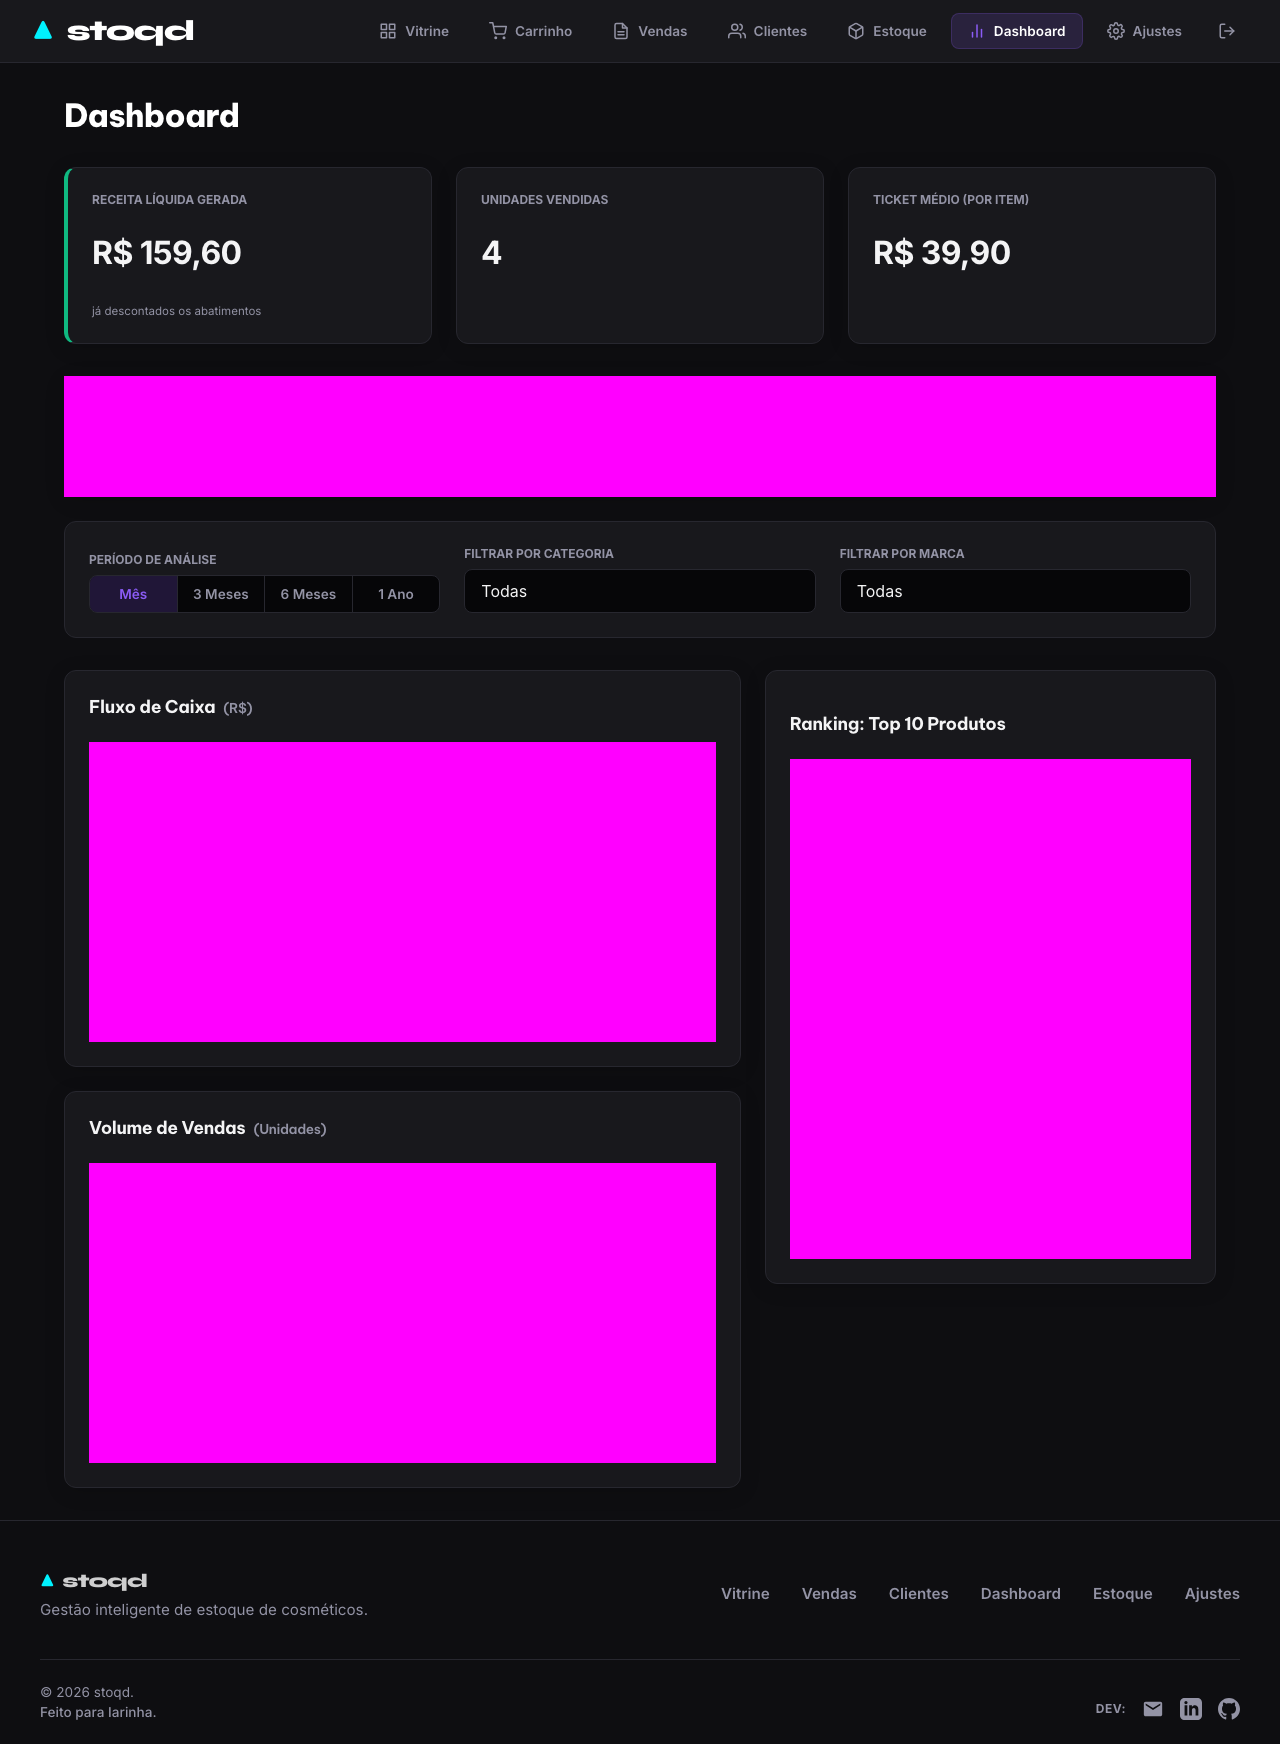 stoqd
Vitrine
Carrinho
Vendas
Clientes
Estoque
Dashboard
Ajustes
Dashboard
RECEITA LÍQUIDA GERADA
R$ 159,60
já descontados os abatimentos
UNIDADES VENDIDAS
4
TICKET MÉDIO (POR ITEM)
R$ 39,90
PERÍODO DE ANÁLISE
Mês
3 Meses
6 Meses
1 Ano
FILTRAR POR CATEGORIA
Todas
FILTRAR POR MARCA
Todas
Fluxo de Caixa (R$)
Ranking: Top 10 Produtos
Volume de Vendas (Unidades)
stoqd
Gestão inteligente de estoque de cosméticos.
Vitrine
Vendas
Clientes
Dashboard
Estoque
Ajustes
© 2026 stoqd.
Feito para larinha.
DEV: